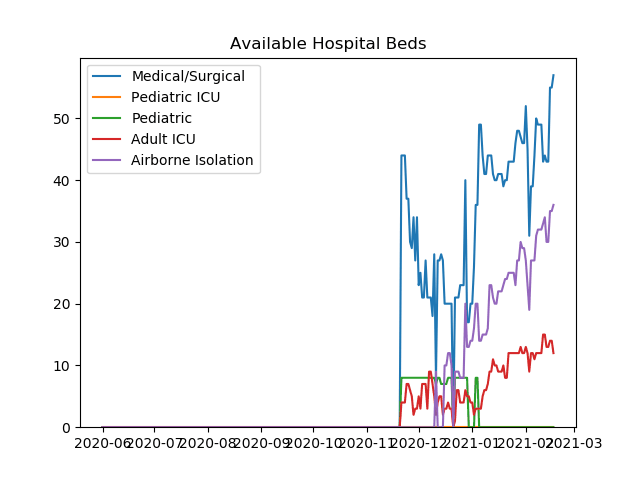 Available Hospital Beds
Medical/Surgical
Pediatric ICU
Pediatric
Adult ICU
Airborne Isolation
50
40
30
20
10
0
2020-06 2020-07 2020-08 2020-09 2020-10 2020-11 2020-12 2021-01 2021-02 2021-03